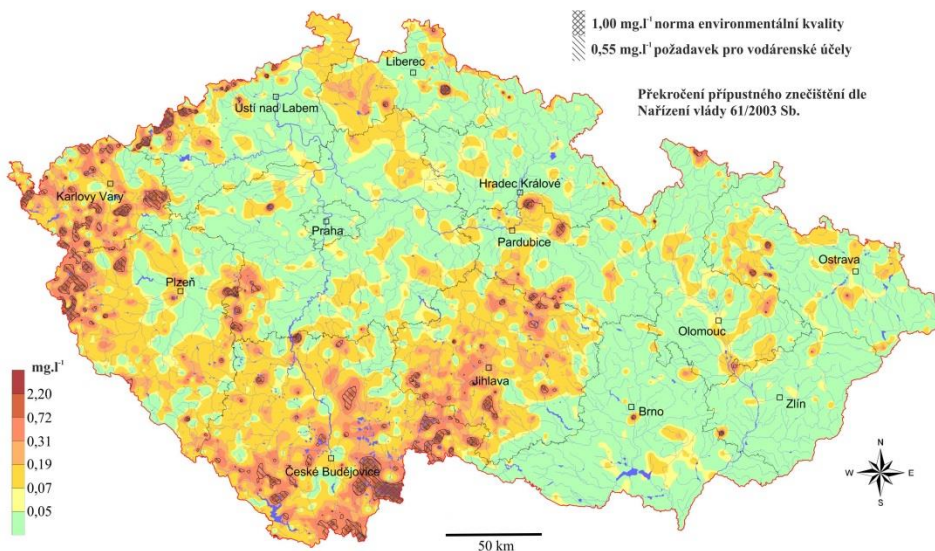 1,00 mg.l⁻¹ norma environmentální kvality
0,55 mg.l⁻¹ požadavek pro vodárenské účely
Překročení přípustného znečištění dle
Nařízení vlády 61/2003 Sb.
Liberec
Ústí nad Labem
Karlovy Vary
Hradec Králové
Praha
Pardubice
Plzeň
Ostrava
Olomouc
Jihlava
Zlín
Brno
České Budějovice
mg.l⁻¹
2,20
0,72
0,31
0,19
0,07
0,05
N
W E
S
50 km